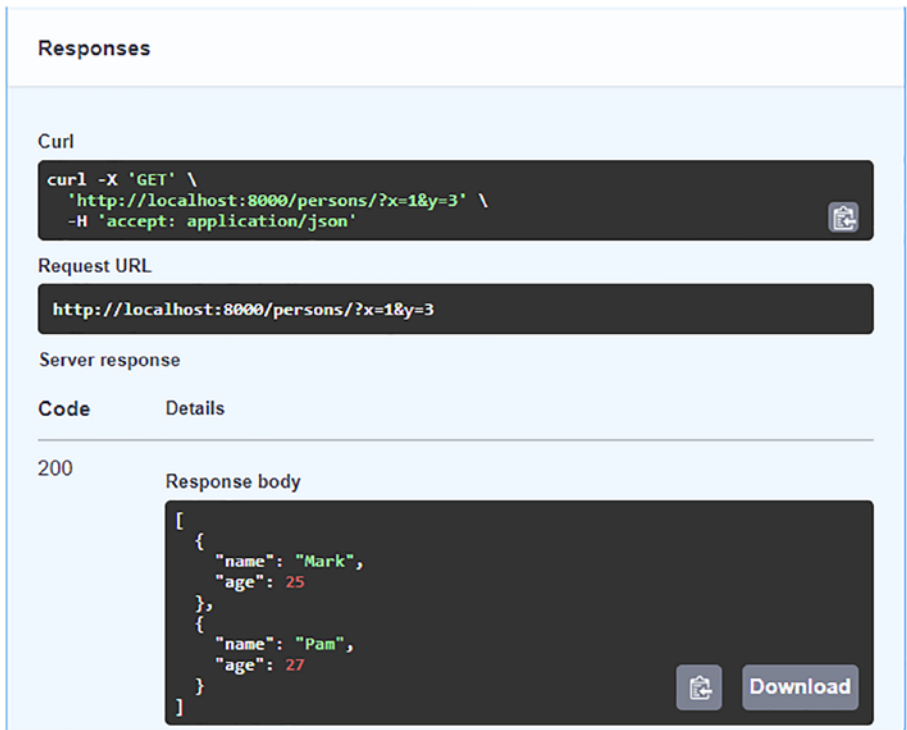 Responses
Curl
curl -X 'GET' \
  'http://localhost:8000/persons/?x=1&y=3' \
  -H 'accept: application/json'
Request URL
http://localhost:8000/persons/?x=1&y=3
Server response
Code Details
200
Response body
[
  {
    "name": "Mark",
    "age": 25
  },
  {
    "name": "Pam",
    "age": 27
  }
]
Download